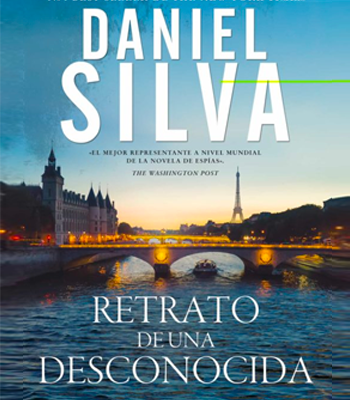 DANIEL
SILVA
«EL MEJOR REPRESENTANTE A NIVEL MUNDIAL
DE LA NOVELA DE ESPÍAS».
THE WASHINGTON POST
RETRATO
DE UNA
DESCONOCIDA